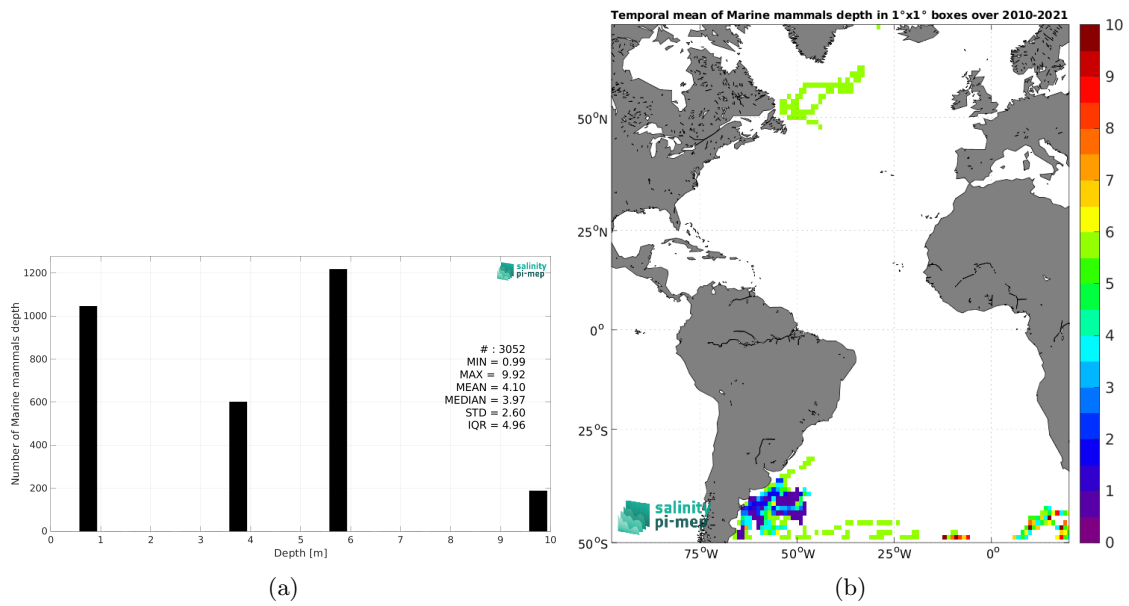 1200
1000
800
600
400
200
0
Number of Marine mammals depth
salinity
pi-mep
# : 3052
MIN = 0.99
MAX = 9.92
MEAN = 4.10
MEDIAN = 3.97
STD = 2.60
IQR = 4.96
0 1 2 3 4 5 6 7 8 9 10
Depth [m]
(a)
Temporal mean of Marine mammals depth in 1°x1° boxes over 2010-2021
50°N
25°N
0°
25°S
50°S
75°W 50°W 25°W 0°
salinity
pi-mep
10
9
8
7
6
5
4
3
2
1
0
(b)